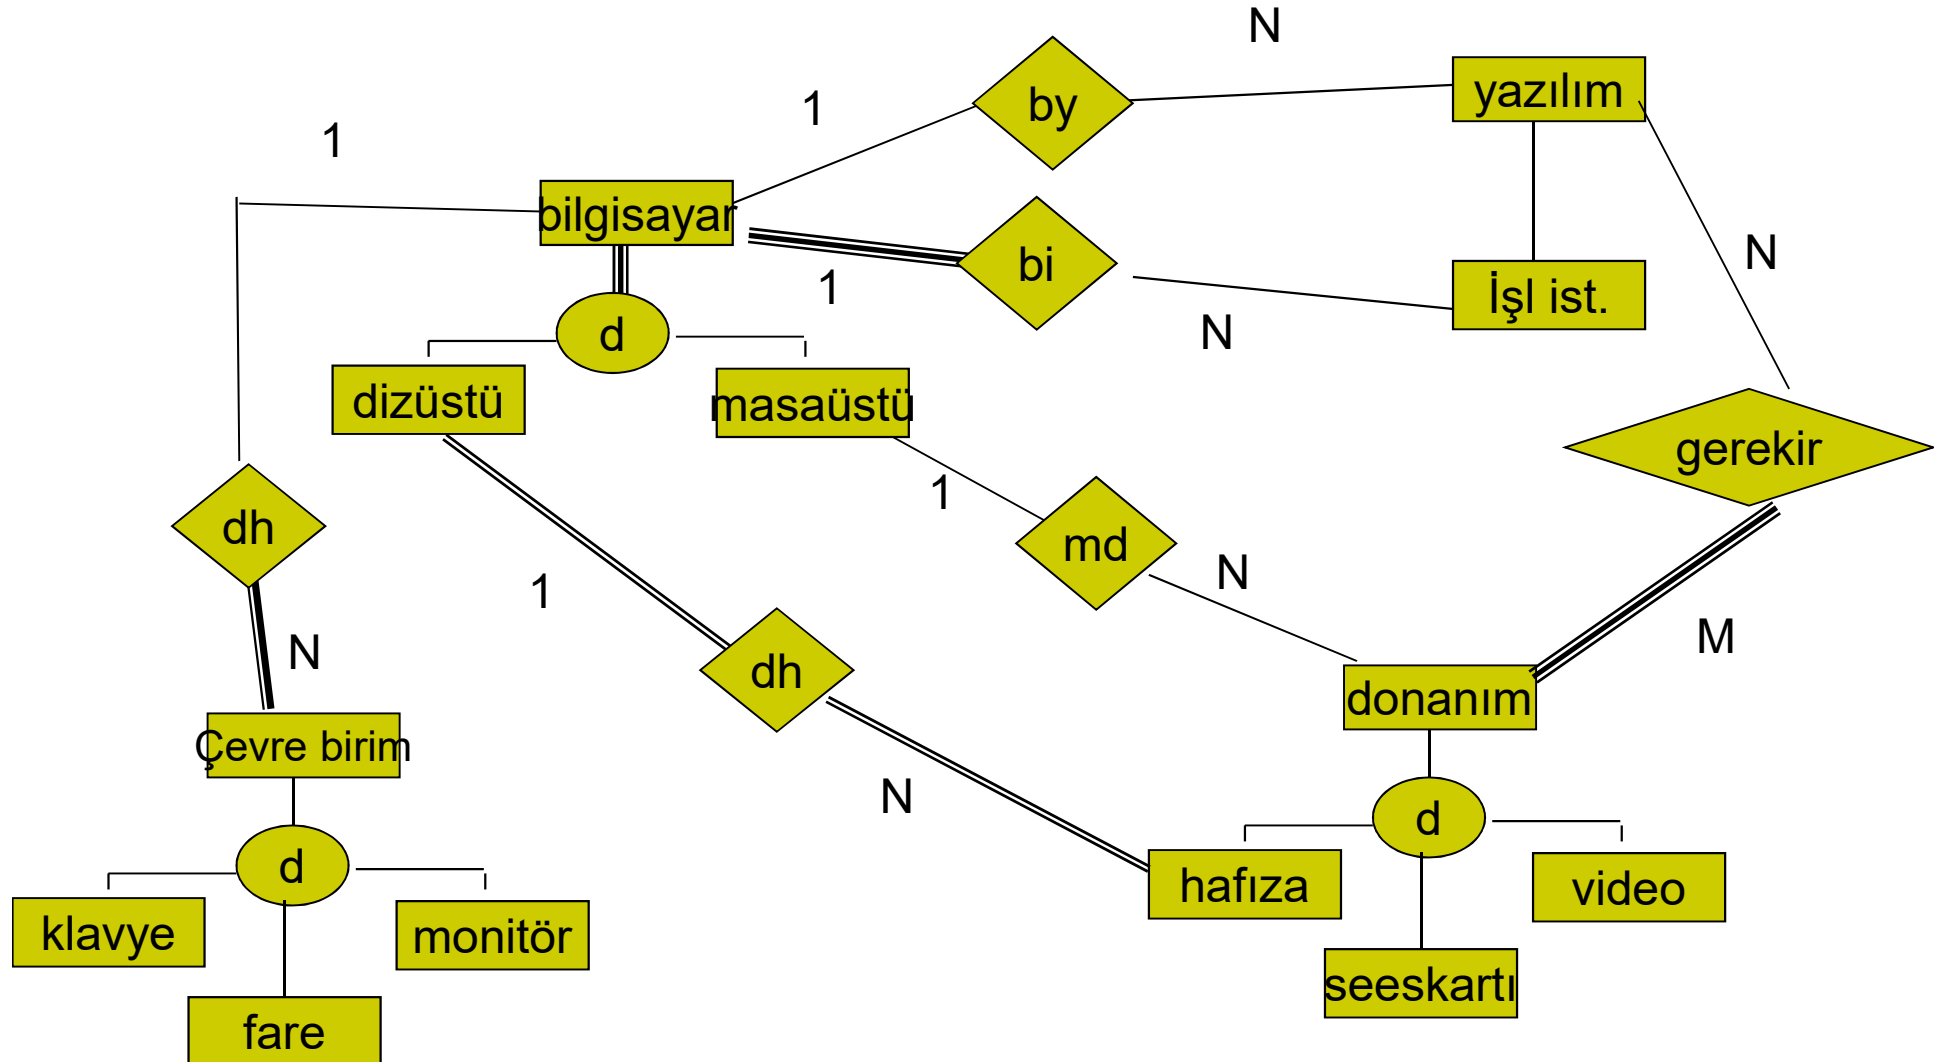 N
by
yazılım
1
1
bilgisayar
bi
N
1
İşl ist.
N
d
dizüstü
masaüstü
gerekir
1
dh
md
N
1
N
M
dh
donanım
Çevre birim
N
d
d
hafıza
video
klavye
monitör
seeskartı
fare